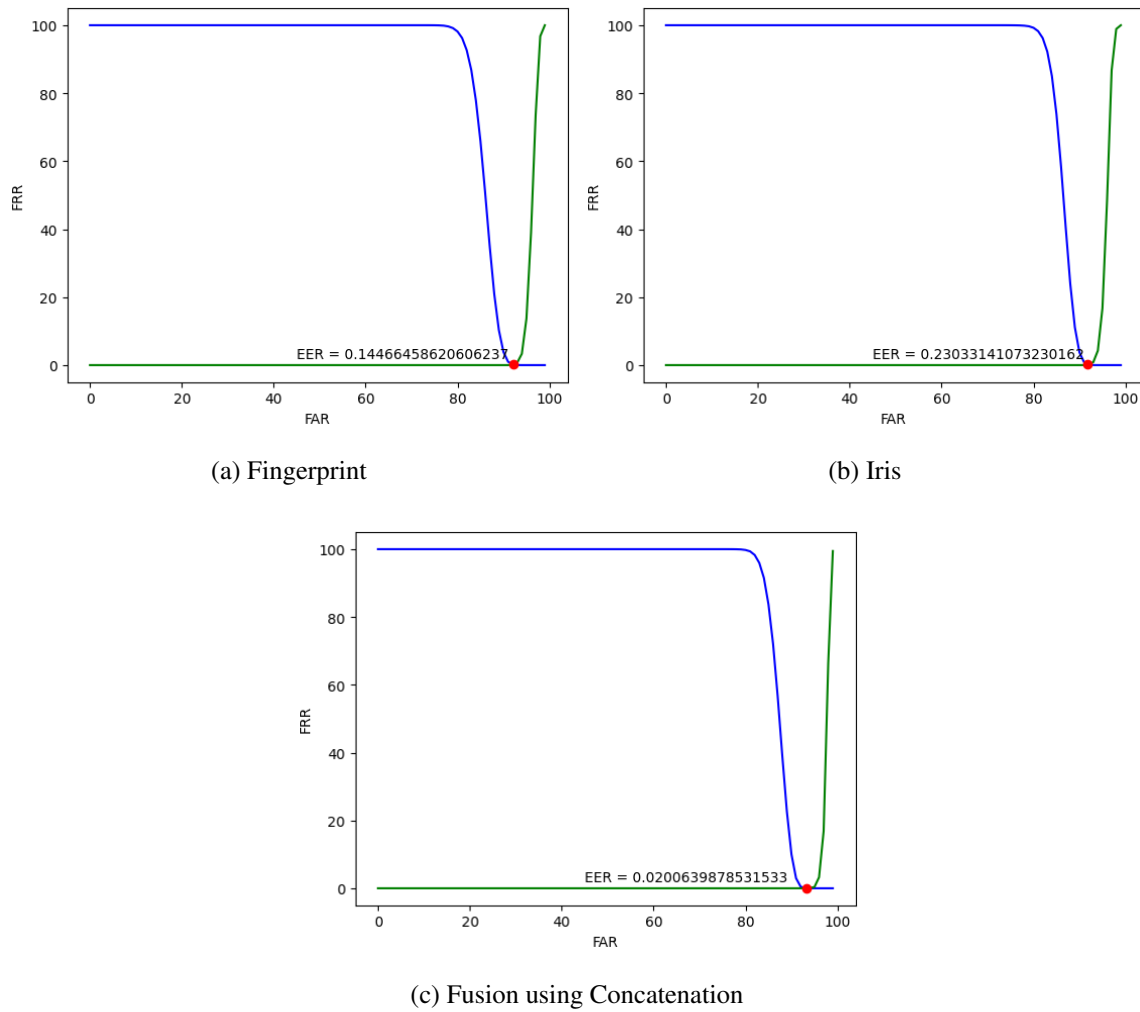 100
80
60
40
20
0
FRR
EER = 0.14466458620606237
0 20 40 60 80 100
FAR
(a) Fingerprint
100
80
60
40
20
0
FRR
EER = 0.23033141073230162
0 20 40 60 80 100
FAR
(b) Iris
100
80
60
40
20
0
FRR
EER = 0.0200639878531533
0 20 40 60 80 100
FAR
(c) Fusion using Concatenation